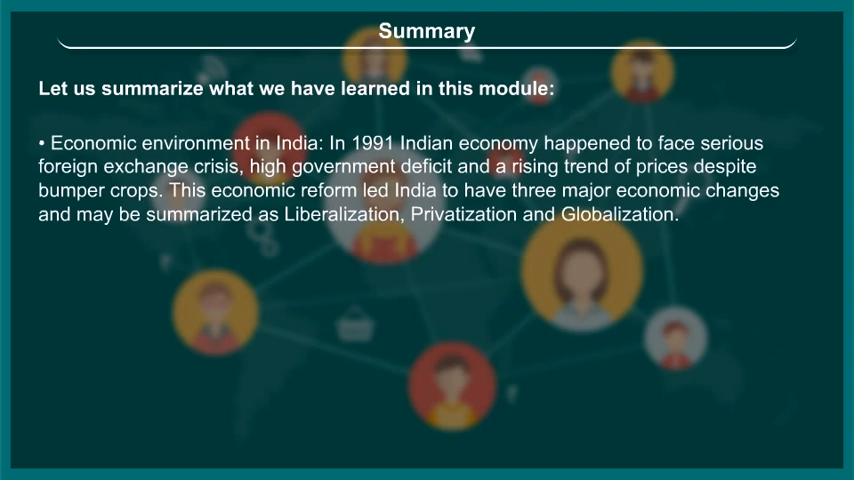 Summary
Let us summarize what we have learned in this module:
• Economic environment in India: In 1991 Indian economy happened to face serious
foreign exchange crisis, high government deficit and a rising trend of prices despite
bumper crops. This economic reform led India to have three major economic changes
and may be summarized as Liberalization, Privatization and Globalization.